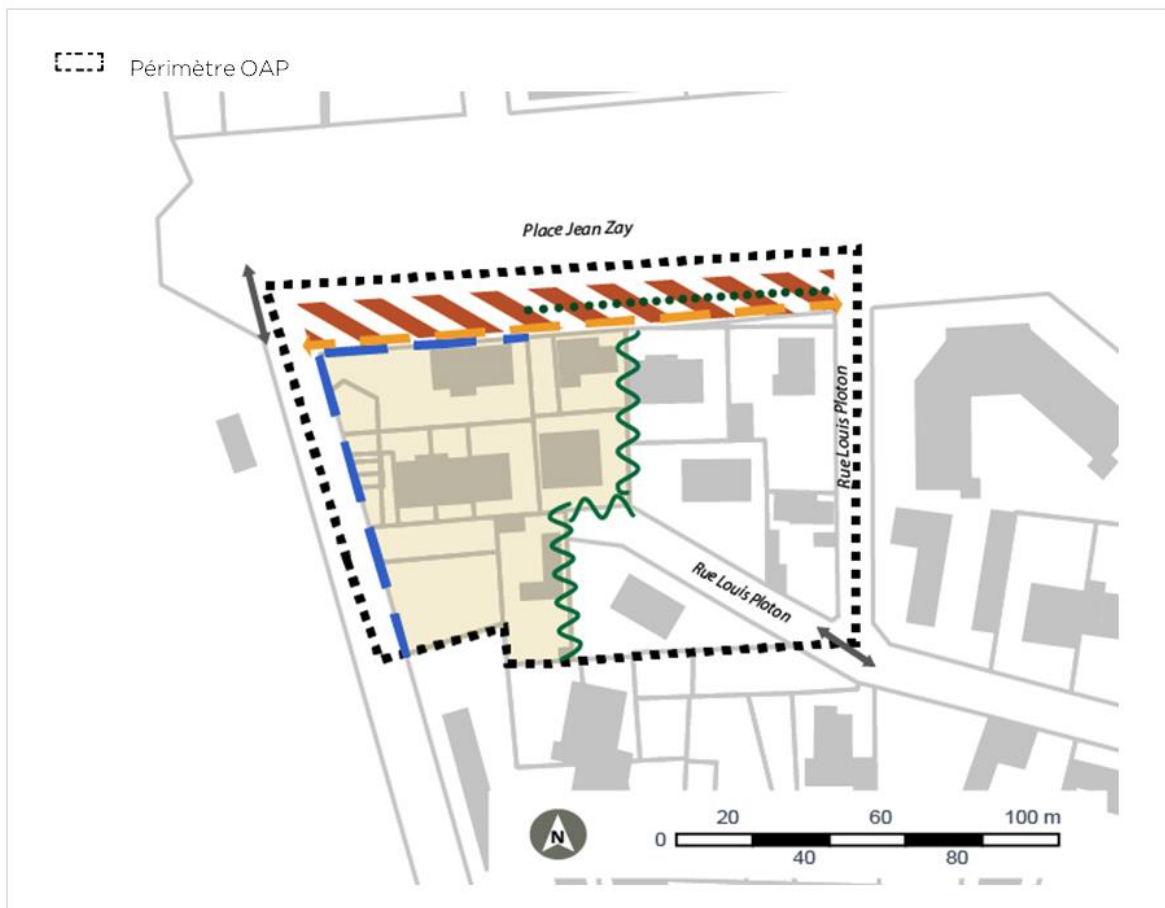 Périmètre OAP
Place Jean Zay
Rue Louis Ploton
Rue Louis Ploton
N
20 60 100 m
0
40 80